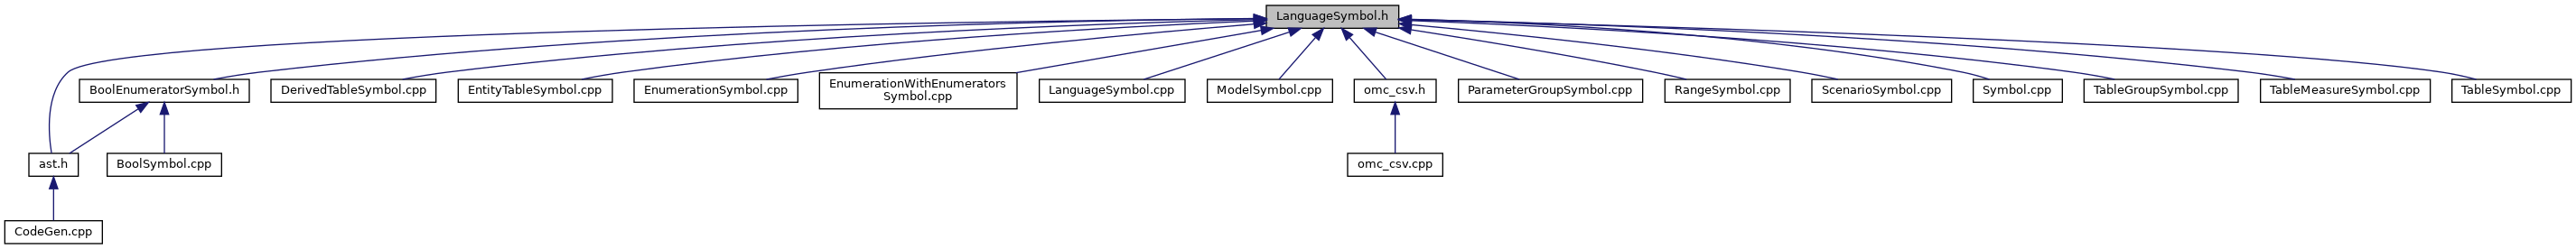 LanguageSymbol.h
BoolEnumeratorSymbol.h
DerivedTableSymbol.cpp
EntityTableSymbol.cpp
EnumerationSymbol.cpp
EnumerationWithEnumerators
Symbol.cpp
LanguageSymbol.cpp
ModelSymbol.cpp
omc_csv.h
ParameterGroupSymbol.cpp
RangeSymbol.cpp
ScenarioSymbol.cpp
Symbol.cpp
TableGroupSymbol.cpp
TableMeasureSymbol.cpp
TableSymbol.cpp
ast.h
BoolSymbol.cpp
omc_csv.cpp
CodeGen.cpp